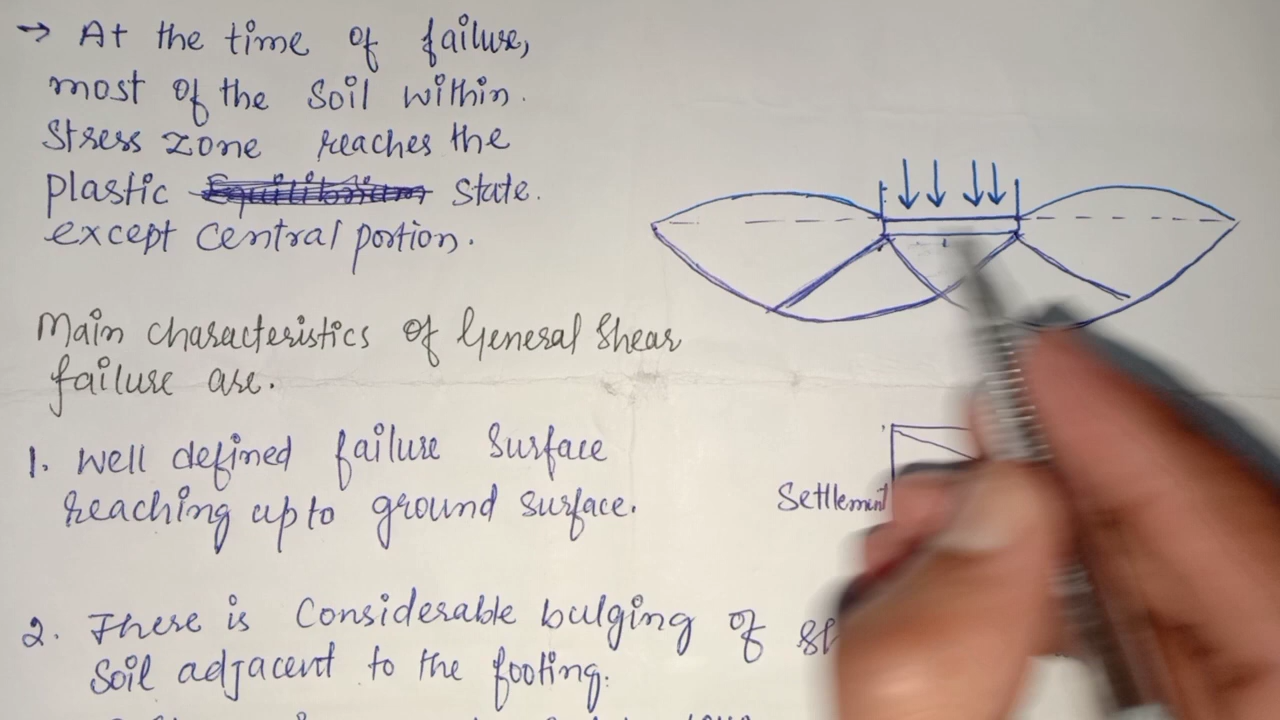 → At the time of failure,
most of the soil within.
stress zone reaches the
plastic state.
except central portion.
Main characteristics of General Shear
failure are.
1. Well defined failure surface
reaching upto ground surface.
2. There is considerable bulging of
soil adjacent to the footing.
Settlement